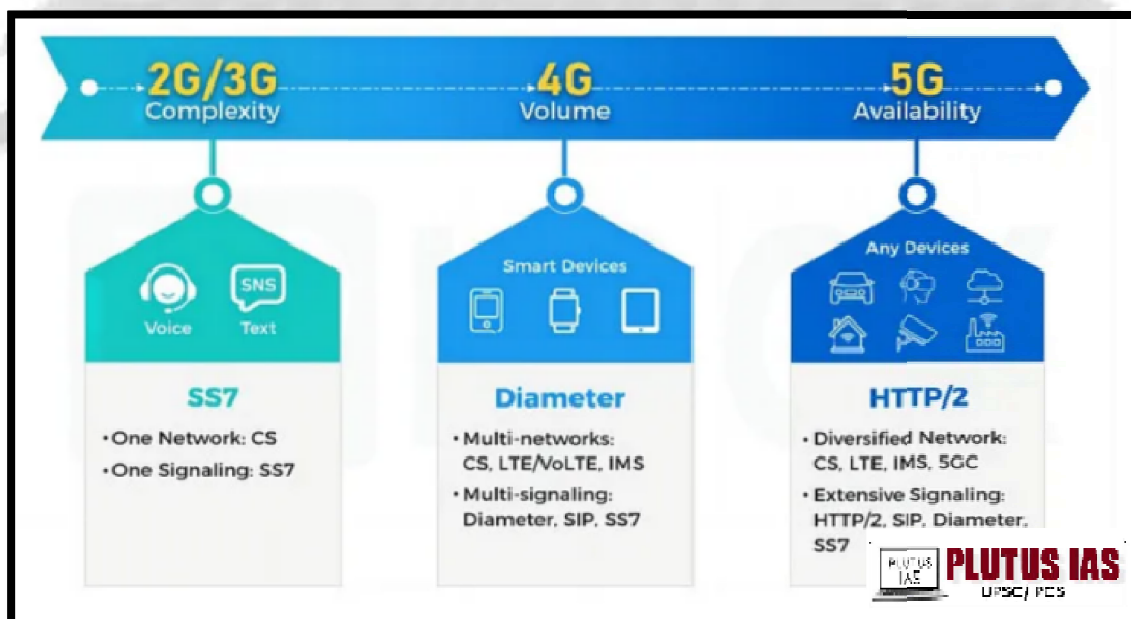 2G/3G
Complexity
4G
Volume
5G
Availability
Voice
SNS
Text
SS7
•One Network: CS
•One Signaling: SS7
Smart Devices
Diameter
•Multi-networks:
CS, LTE/VoLTE, IMS
•Multi-signaling:
Diameter, SIP, SS7
Any Devices
HTTP/2
•Diversified Network:
CS, LTE, IMS, 5GC
•Extensive Signaling:
HTTP/2, SIP, Diameter,
SS7
PLUTUS
IAS
PLUTUS IAS
UPSC/ PCS